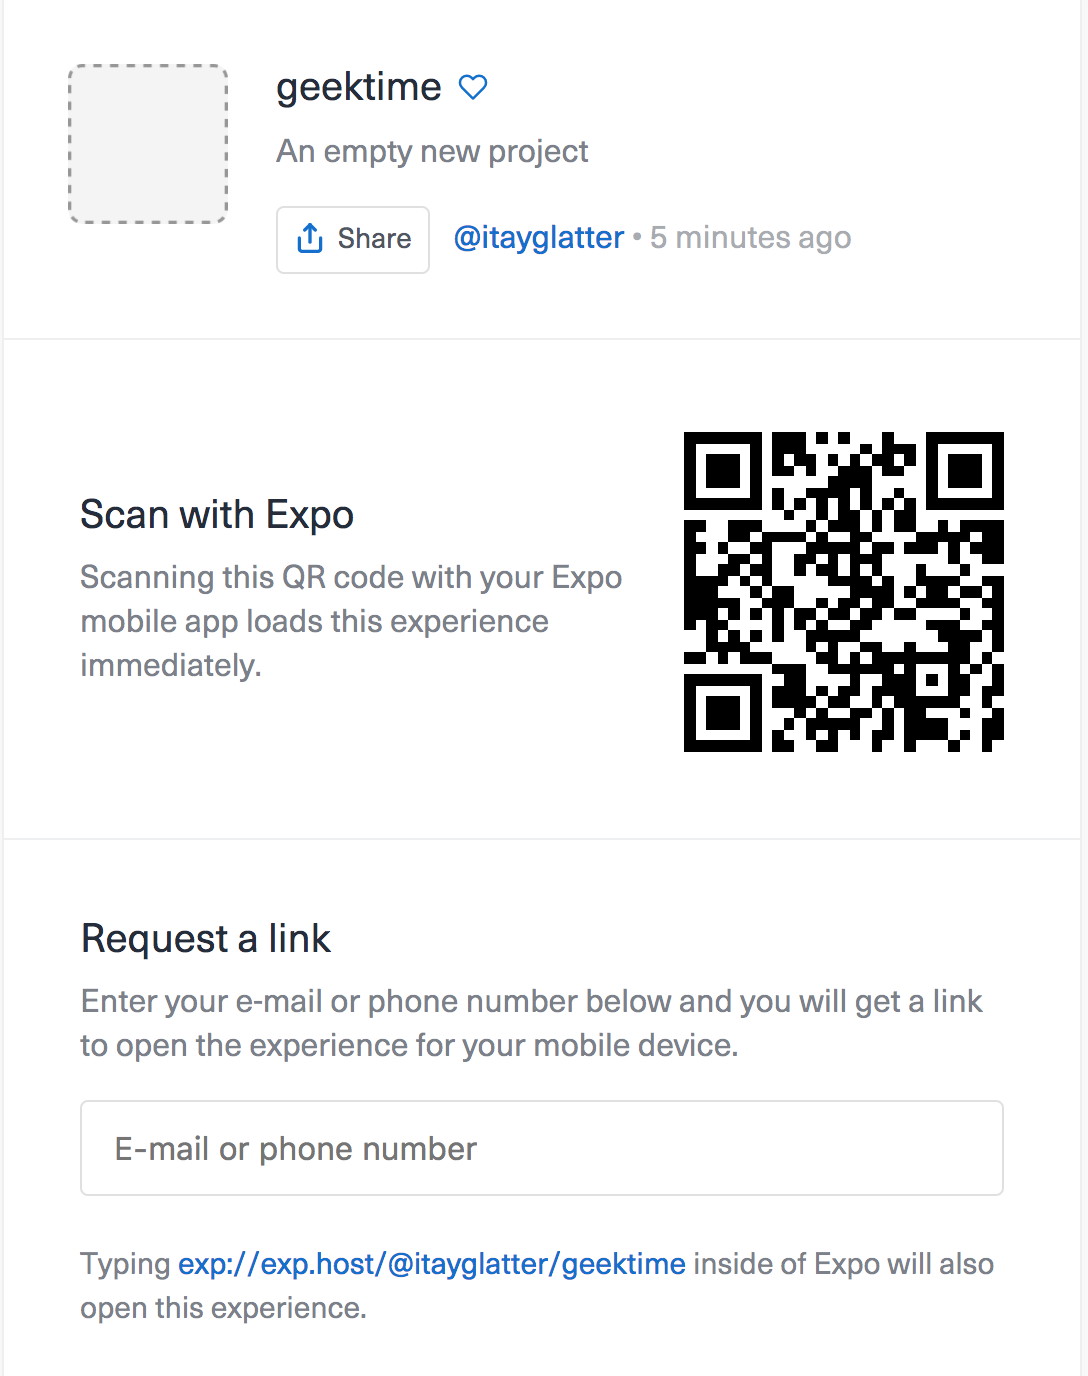 geektime
An empty new project
Share @itayglatter • 5 minutes ago
Scan with Expo
Scanning this QR code with your Expo
mobile app loads this experience
immediately.
Request a link
Enter your e-mail or phone number below and you will get a link
to open the experience for your mobile device.
E-mail or phone number
Typing exp://exp.host/@itayglatter/geektime inside of Expo will also
open this experience.